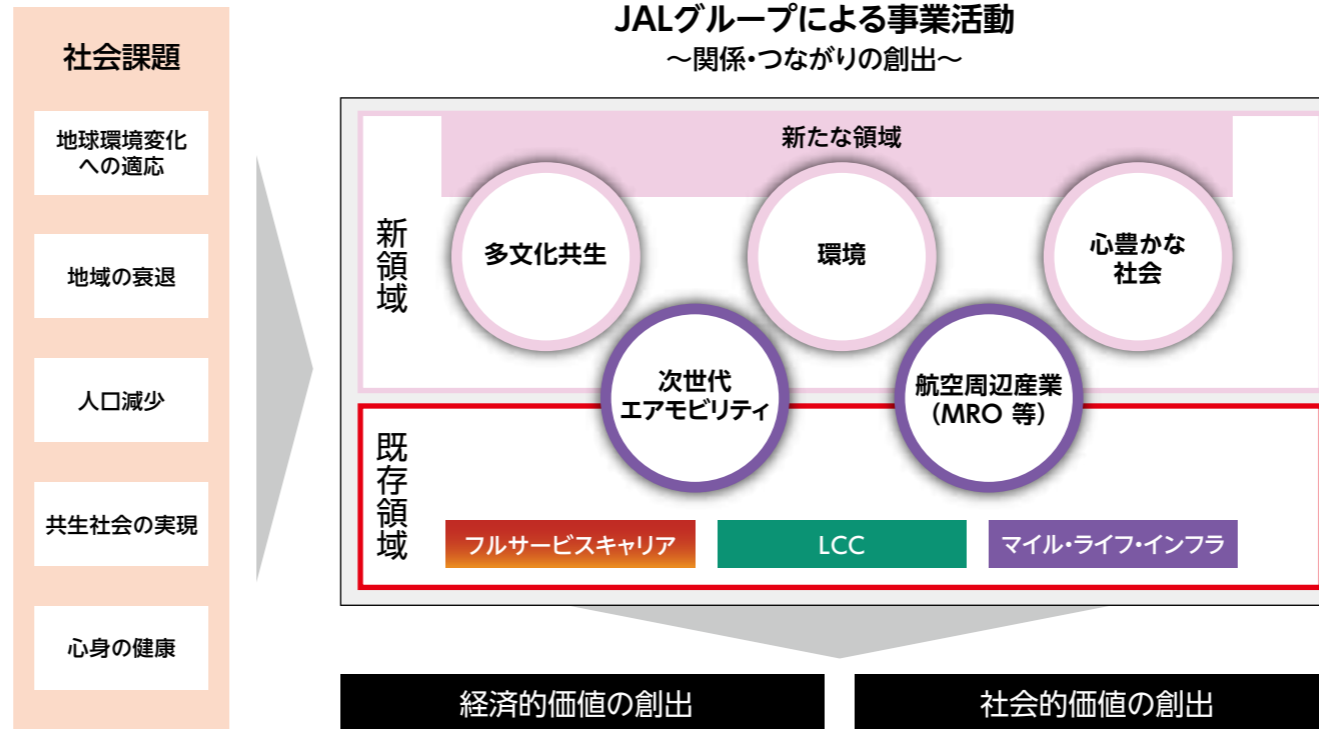 社会課題
地球環境変化
への適応
地域の衰退
人口減少
共生社会の実現
心身の健康
JALグループによる事業活動
～関係・つながりの創出～
新領域
新たな領域
多文化共生
環境
心豊かな
社会
次世代
エアモビリティ
航空周辺産業
（MRO 等）
既存領域
フルサービスキャリア
LCC
マイル・ライフ・インフラ
経済的価値の創出
社会的価値の創出